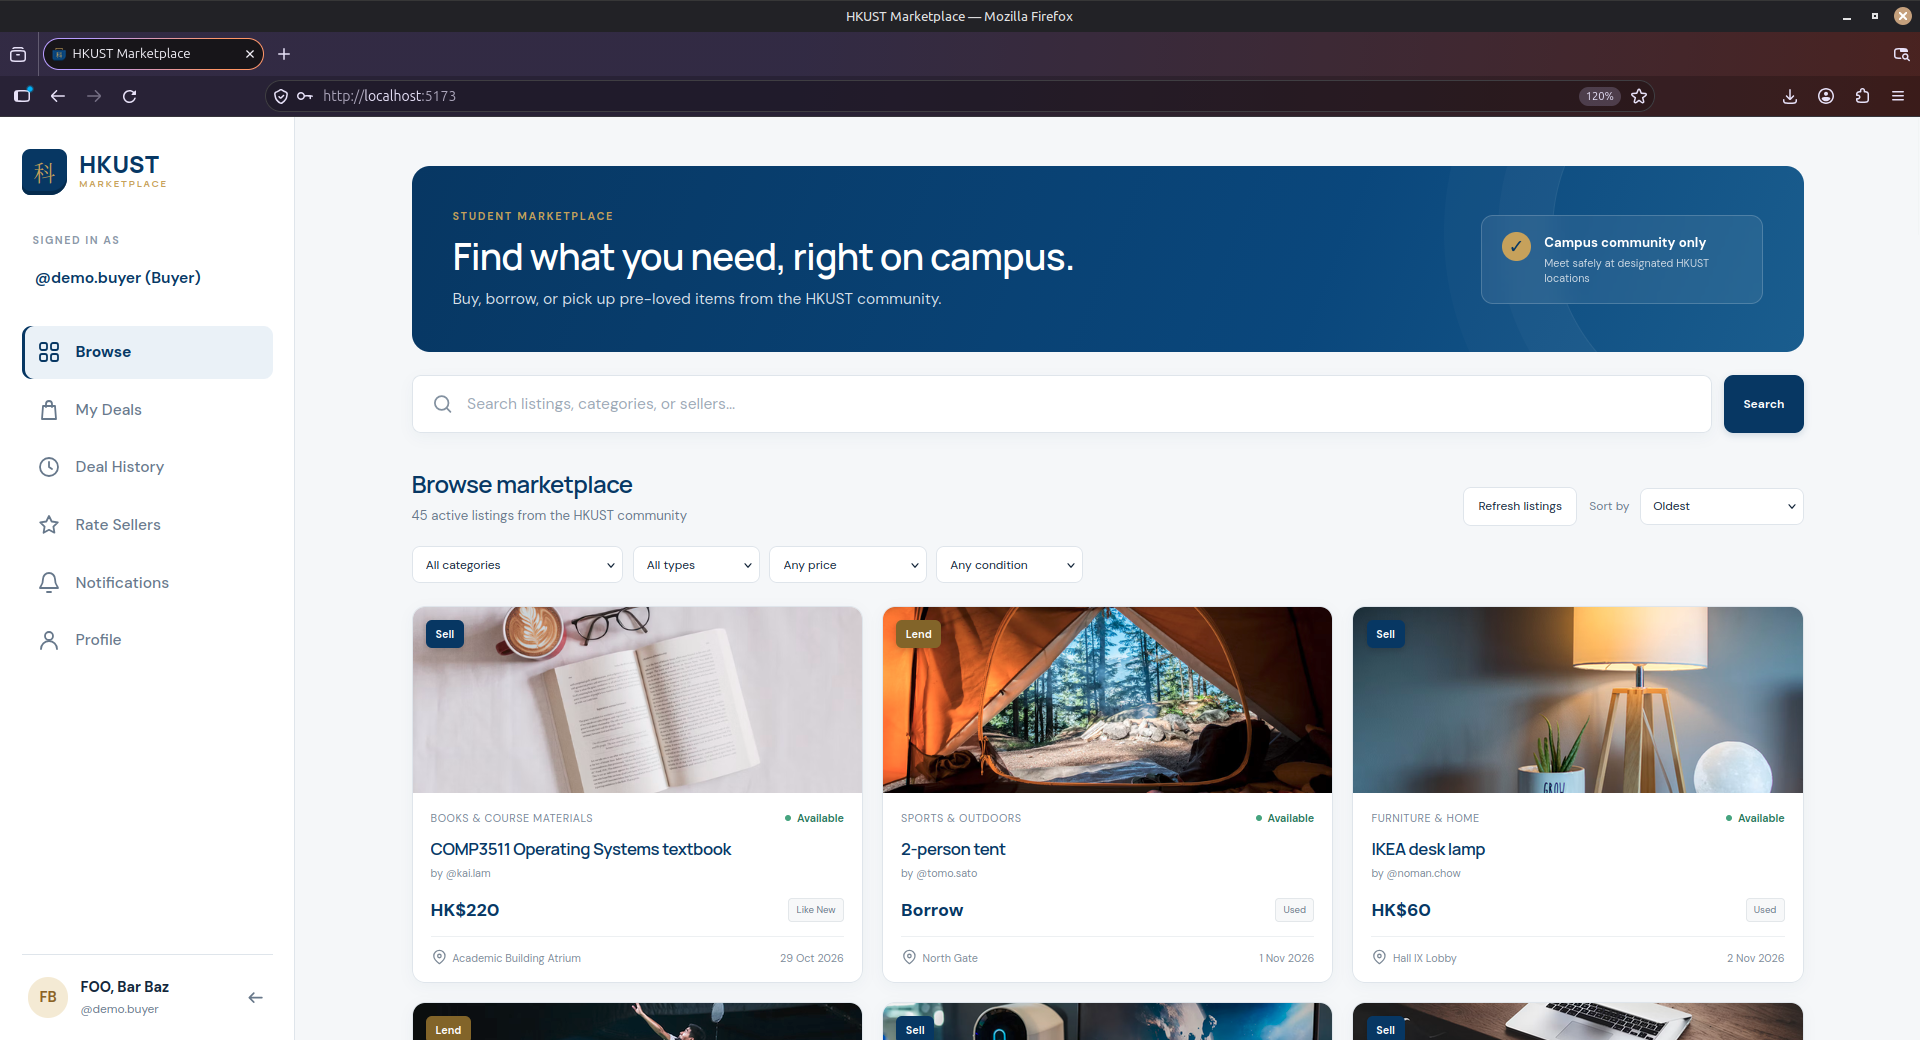 HKUST Marketplace — Mozilla Firefox
HKUST Marketplace
http://localhost:5173
120%
科
HKUST
MARKETPLACE
SIGNED IN AS
@demo.buyer (Buyer)
Browse
My Deals
Deal History
Rate Sellers
Notifications
Profile
FB
FOO, Bar Baz
@demo.buyer
STUDENT MARKETPLACE
Find what you need, right on campus.
Buy, borrow, or pick up pre-loved items from the HKUST community.
✓
Campus community only
Meet safely at designated HKUST
locations
Search listings, categories, or sellers...
Search
Browse marketplace
45 active listings from the HKUST community
Refresh listings
Sort by
Oldest
All categories
All types
Any price
Any condition
Sell
BOOKS & COURSE MATERIALS
Available
COMP3511 Operating Systems textbook
by @kai.lam
HK$220
Like New
Academic Building Atrium
29 Oct 2026
Lend
SPORTS & OUTDOORS
Available
2-person tent
by @tomo.sato
Borrow
Used
North Gate
1 Nov 2026
Sell
GROW
FURNITURE & HOME
Available
IKEA desk lamp
by @noman.chow
HK$60
Used
Hall IX Lobby
2 Nov 2026
Lend
Sell
Sell